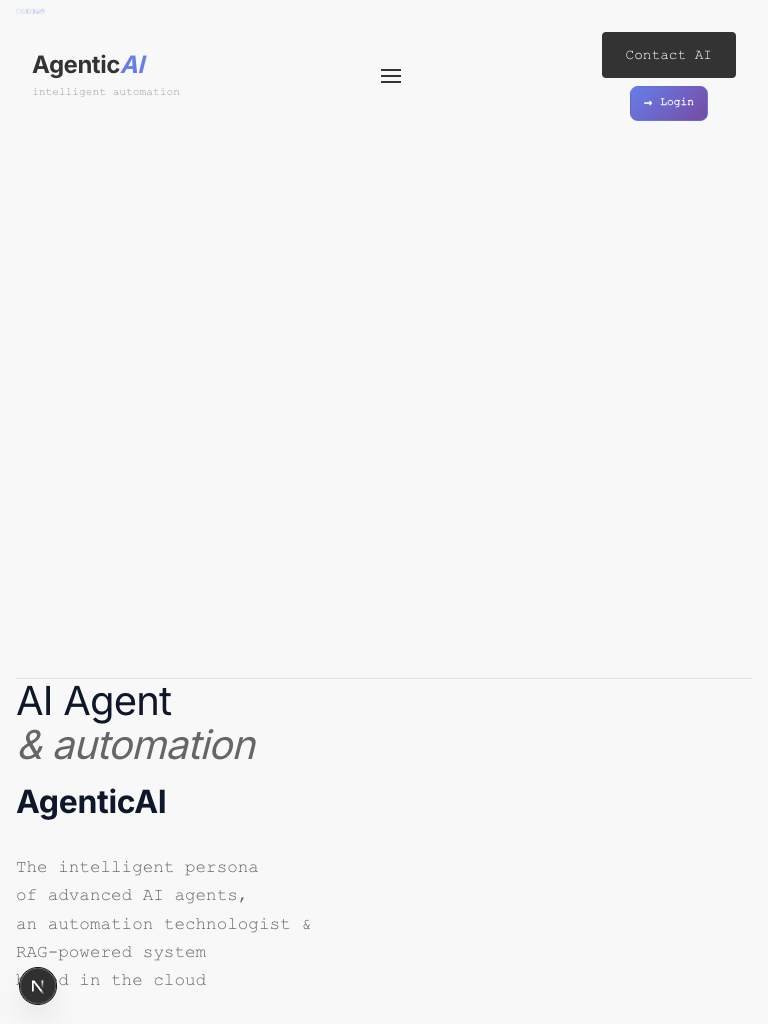 AgenticAI
intelligent automation
Contact AI
→ Login
AI Agent
& automation
AgenticAI
The intelligent persona
of advanced AI agents,
an automation technologist &
RAG-powered system
in the cloud
N